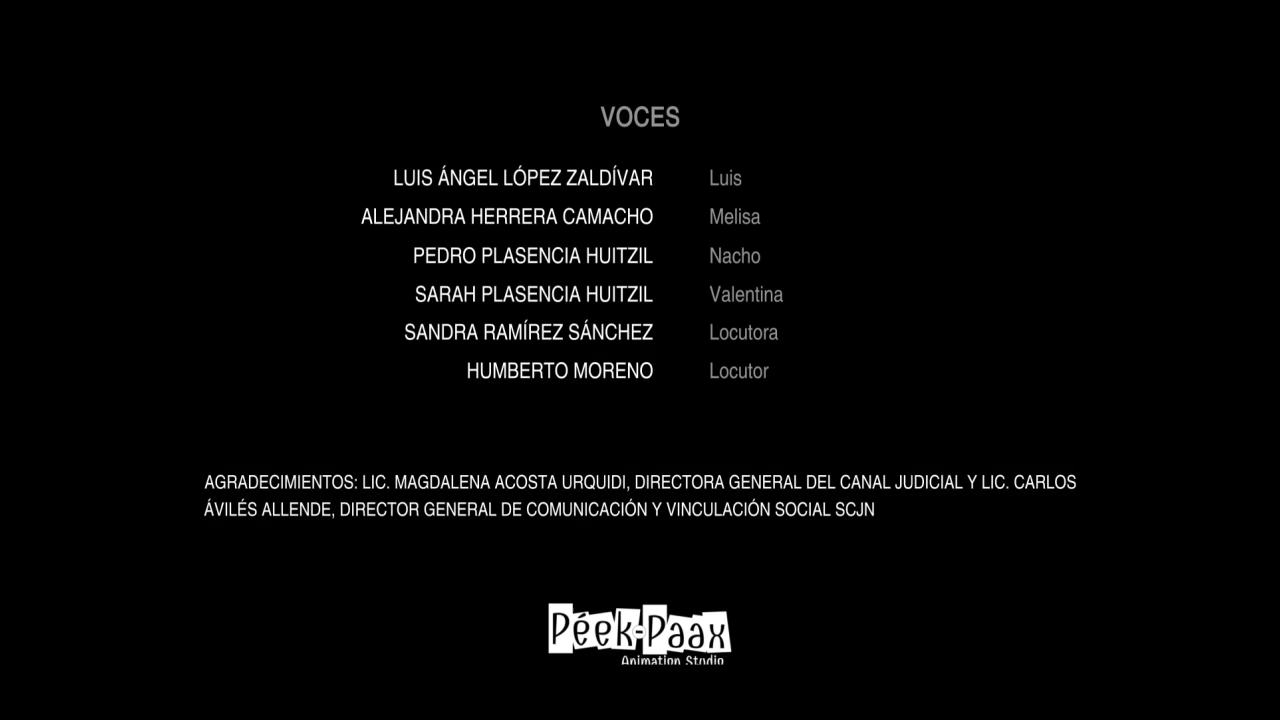 VOCES
LUIS ÁNGEL LÓPEZ ZALDÍVAR Luis
ALEJANDRA HERRERA CAMACHO Melisa
PEDRO PLASENCIA HUITZIL Nacho
SARAH PLASENCIA HUITZIL Valentina
SANDRA RAMÍREZ SÁNCHEZ Locutora
HUMBERTO MORENO Locutor
AGRADECIMIENTOS: LIC. MAGDALENA ACOSTA URQUIDI, DIRECTORA GENERAL DEL CANAL JUDICIAL Y LIC. CARLOS
ÁVILÉS ALLENDE, DIRECTOR GENERAL DE COMUNICACIÓN Y VINCULACIÓN SOCIAL SCJN
Péek-Paax
Animation Studio